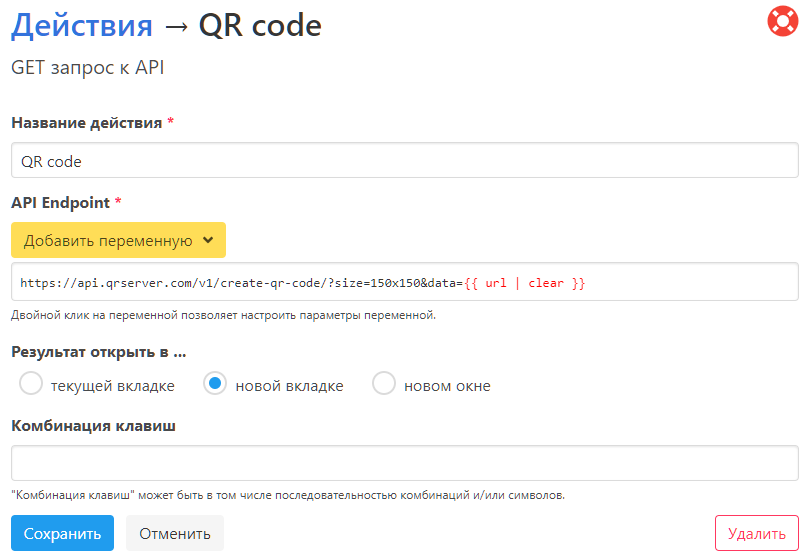 Действия → QR code
GET запрос к API
Название действия *
QR code
API Endpoint *
Добавить переменную
https://api.qrserver.com/v1/create-qr-code/?size=150x150&data={{ url | clear }}
Двойной клик на переменной позволяет настроить параметры переменной.
Результат открыть в ...
текущей вкладке новой вкладке новом окне
Комбинация клавиш
"Комбинация клавиш" может быть в том числе последовательностью комбинаций и/или символов.
Сохранить Отменить Удалить